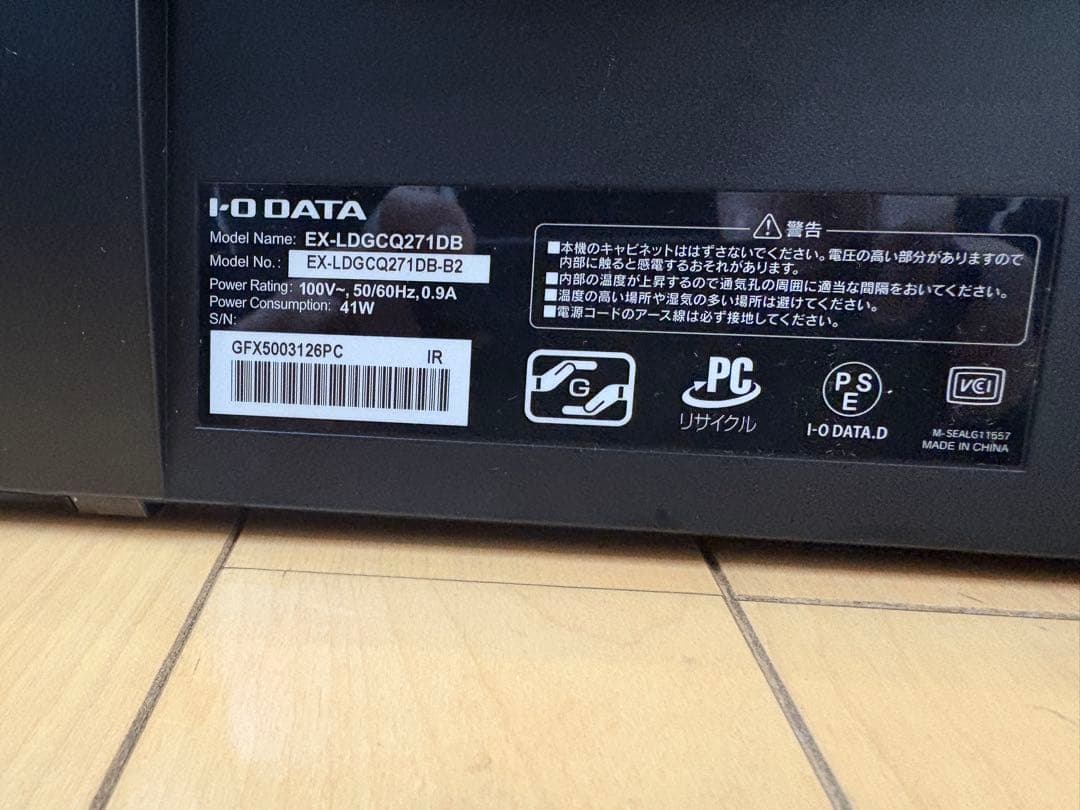 I-O DATA
Model Name: EX-LDGCQ271DB
Model No.: EX-LDGCQ271DB-B2
Power Rating: 100V~, 50/60Hz, 0.9A
Power Consumption: 41W
S/N:
GFX5003126PC IR
警告
■本機のキャビネットははずさないでください。電圧の高い部分がありますので
内部に触ると感電するおそれがあります。
■内部の温度が上昇するので通気孔の周囲に適当な間隔をおいてください。
■温度の高い場所や湿気の多い場所は避けてください。
■電源コードのアース線は必ず接地してください。
G
PC
リサイクル
PS
E
I-O DATA.D
VCI
M-SEALG11657
MADE IN CHINA